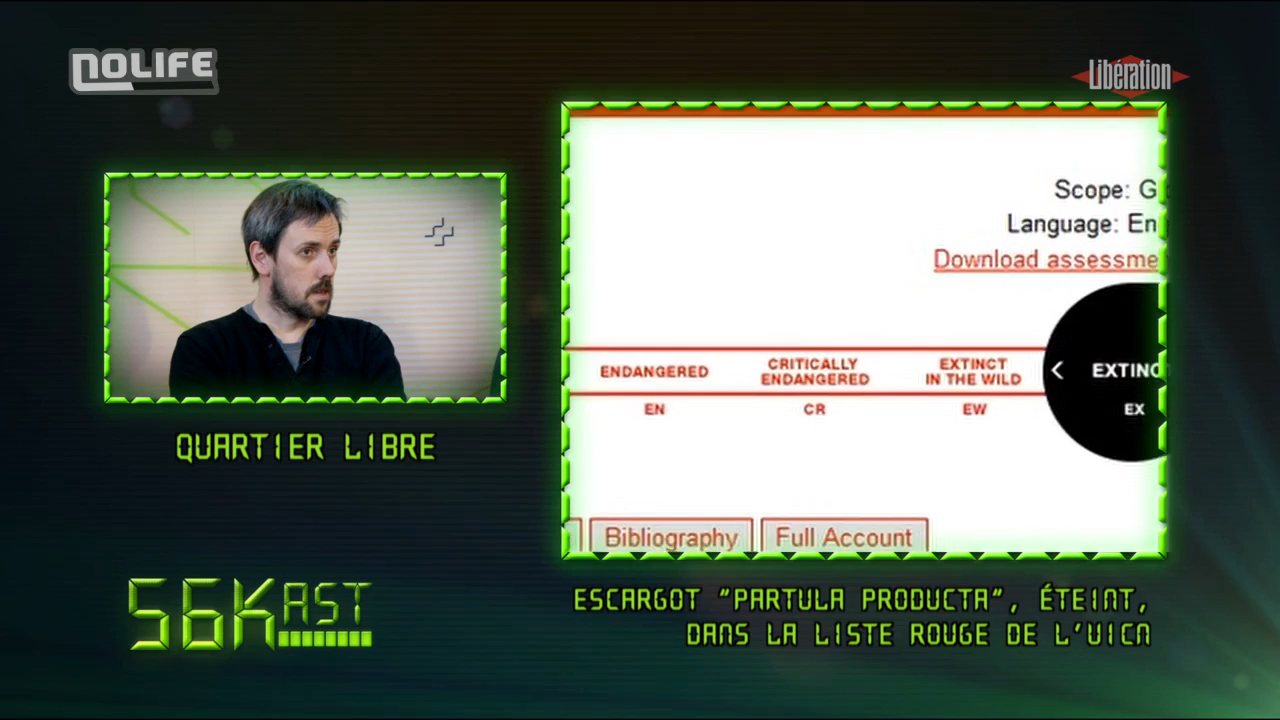 NOLIFE
Libération
Scope: G
Language: En
Download assessme
ENDANGERED
CRITICALLY
ENDANGERED
EXTINCT
IN THE WILD
EXTINC
EN
CR
EW
EX
Bibliography
Full Account
QUARTIER LIBRE
56KAST
ESCARGOT "PARTULA PRODUCTA", ÉTEINT,
DANS LA LISTE ROUGE DE L'UICN